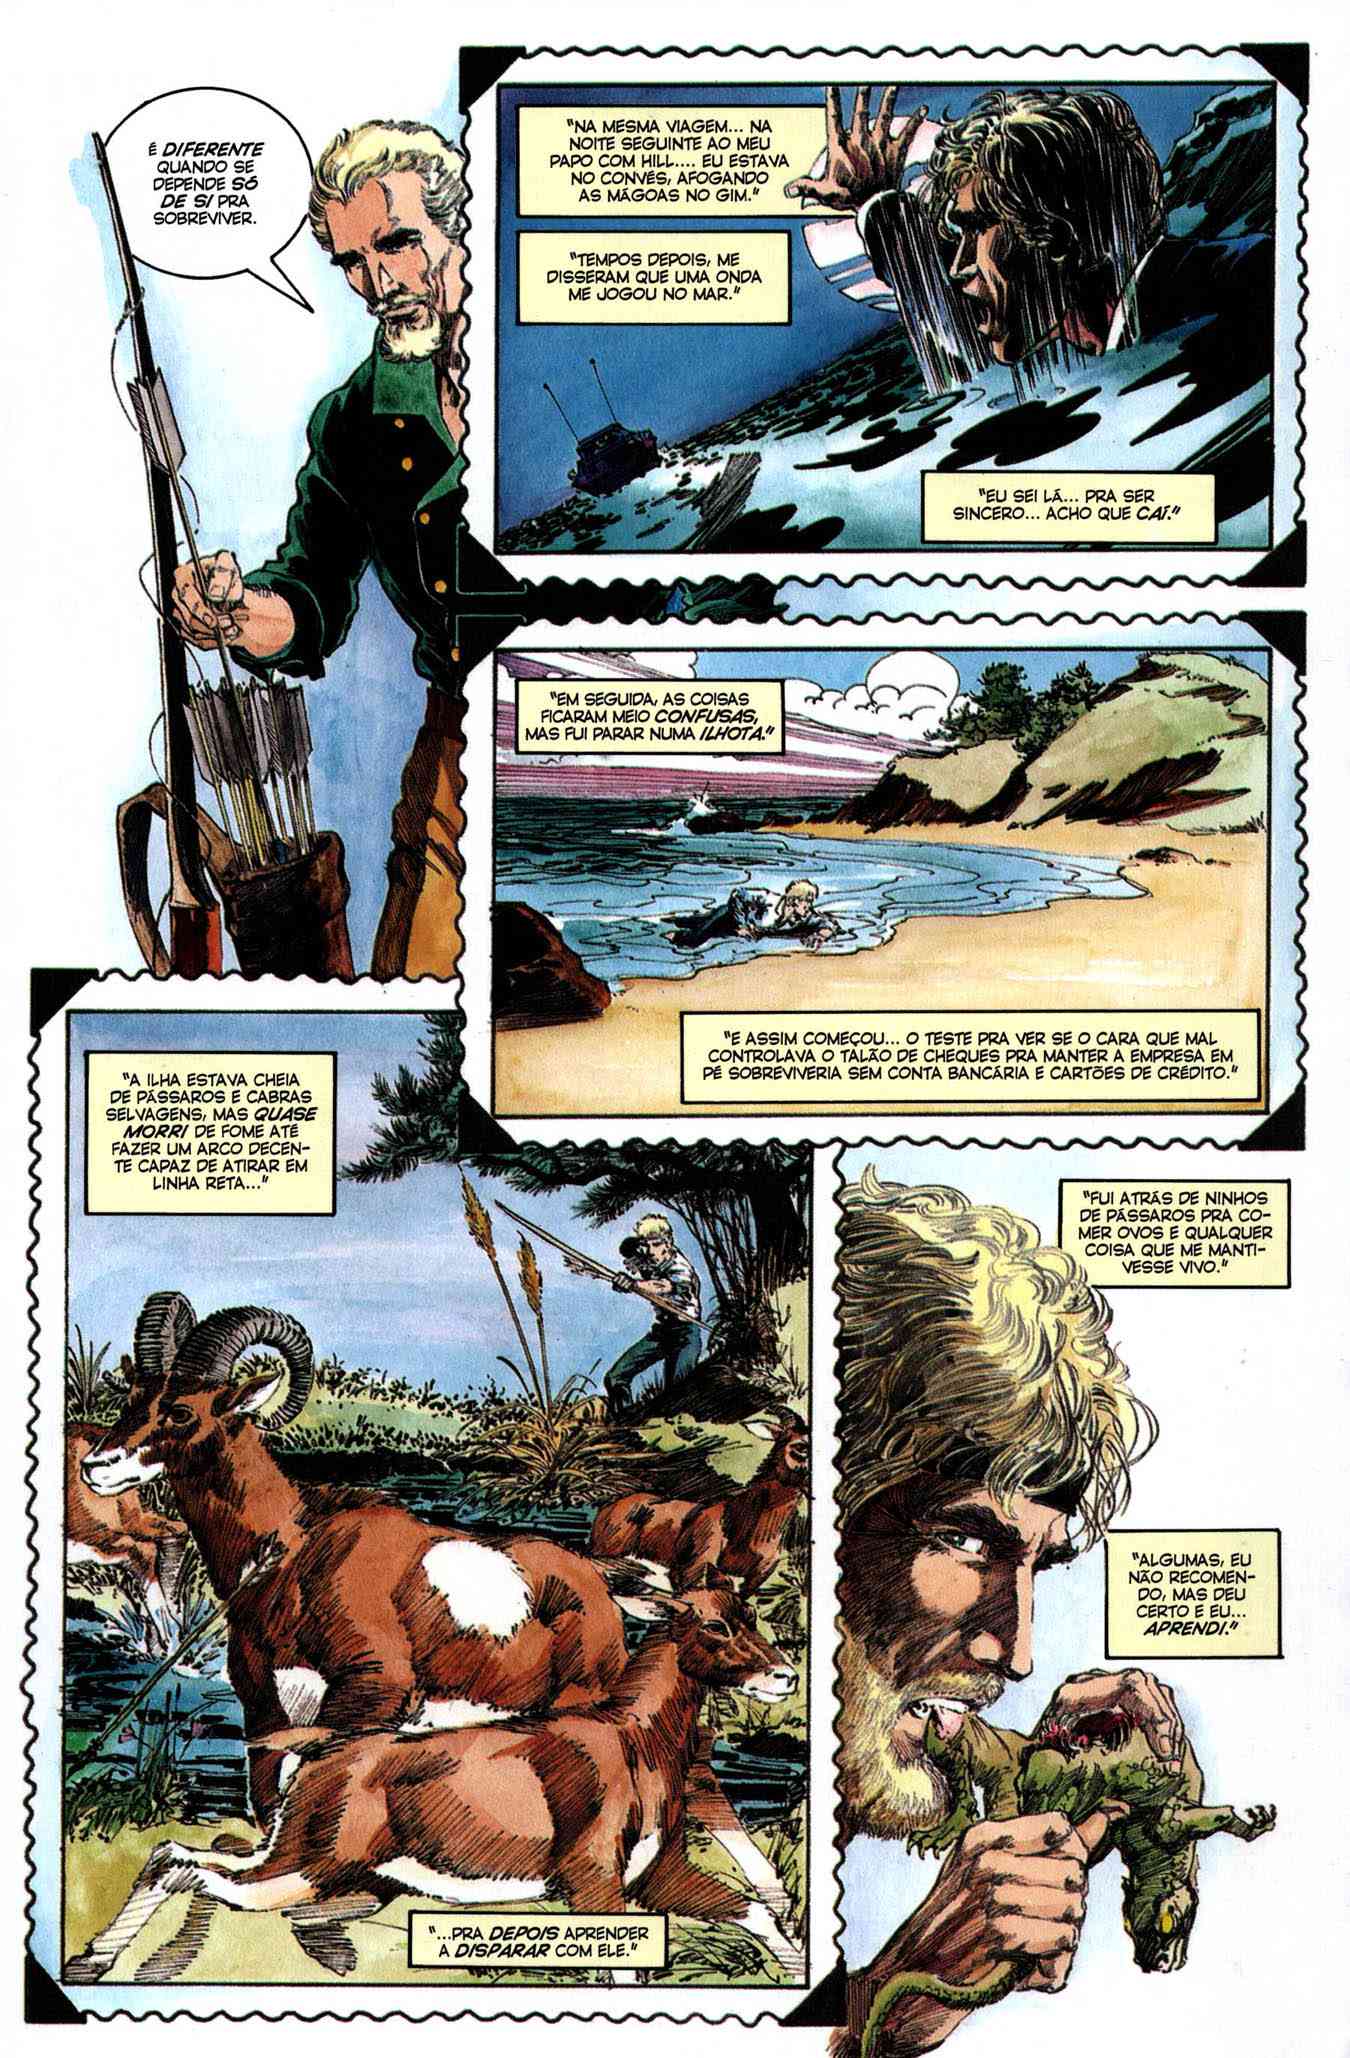 É DIFERENTE
QUANDO SE
DEPENDE SÓ
DE SI PRA
SOBREVIVER.
"NA MESMA VIAGEM... NA
NOITE SEGUINTE AO MEU
PAPO COM HILL.... EU ESTAVA
NO CONVÉS, AFOGANDO
AS MÁGOAS NO GIM."
"TEMPOS DEPOIS, ME
DISSERAM QUE UMA ONDA
ME JOGOU NO MAR."
"EU SEI LÁ... PRA SER
SINCERO... ACHO QUE CAÍ."
"EM SEGUIDA, AS COISAS
FICARAM MEIO CONFUSAS,
MAS FUI PARAR NUMA ILHOTA."
"E ASSIM COMEÇOU... O TESTE PRA VER SE O CARA QUE MAL
CONTROLAVA O TALÃO DE CHEQUES PRA MANTER A EMPRESA EM
PÉ SOBREVIVERIA SEM CONTA BANCÁRIA E CARTÕES DE CRÉDITO."
"A ILHA ESTAVA CHEIA
DE PÁSSAROS E CABRAS
SELVAGENS, MAS QUASE
MORRI DE FOME ATÉ
FAZER UM ARCO DECEN-
TE CAPAZ DE ATIRAR EM
LINHA RETA..."
"...PRA DEPOIS APRENDER
A DISPARAR COM ELE."
"FUI ATRÁS DE NINHOS
DE PÁSSAROS PRA CO-
MER OVOS E QUALQUER
COISA QUE ME MANTI-
VESSE VIVO."
"ALGUMAS, EU
NÃO RECOMEN-
DO, MAS DEU
CERTO E EU...
APRENDI."